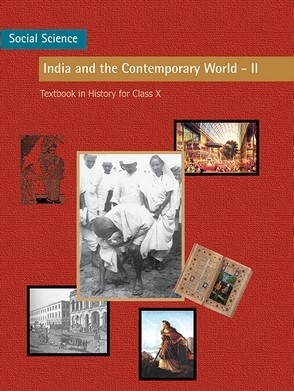 Social Science
India and the Contemporary World - II
Textbook in History for Class X